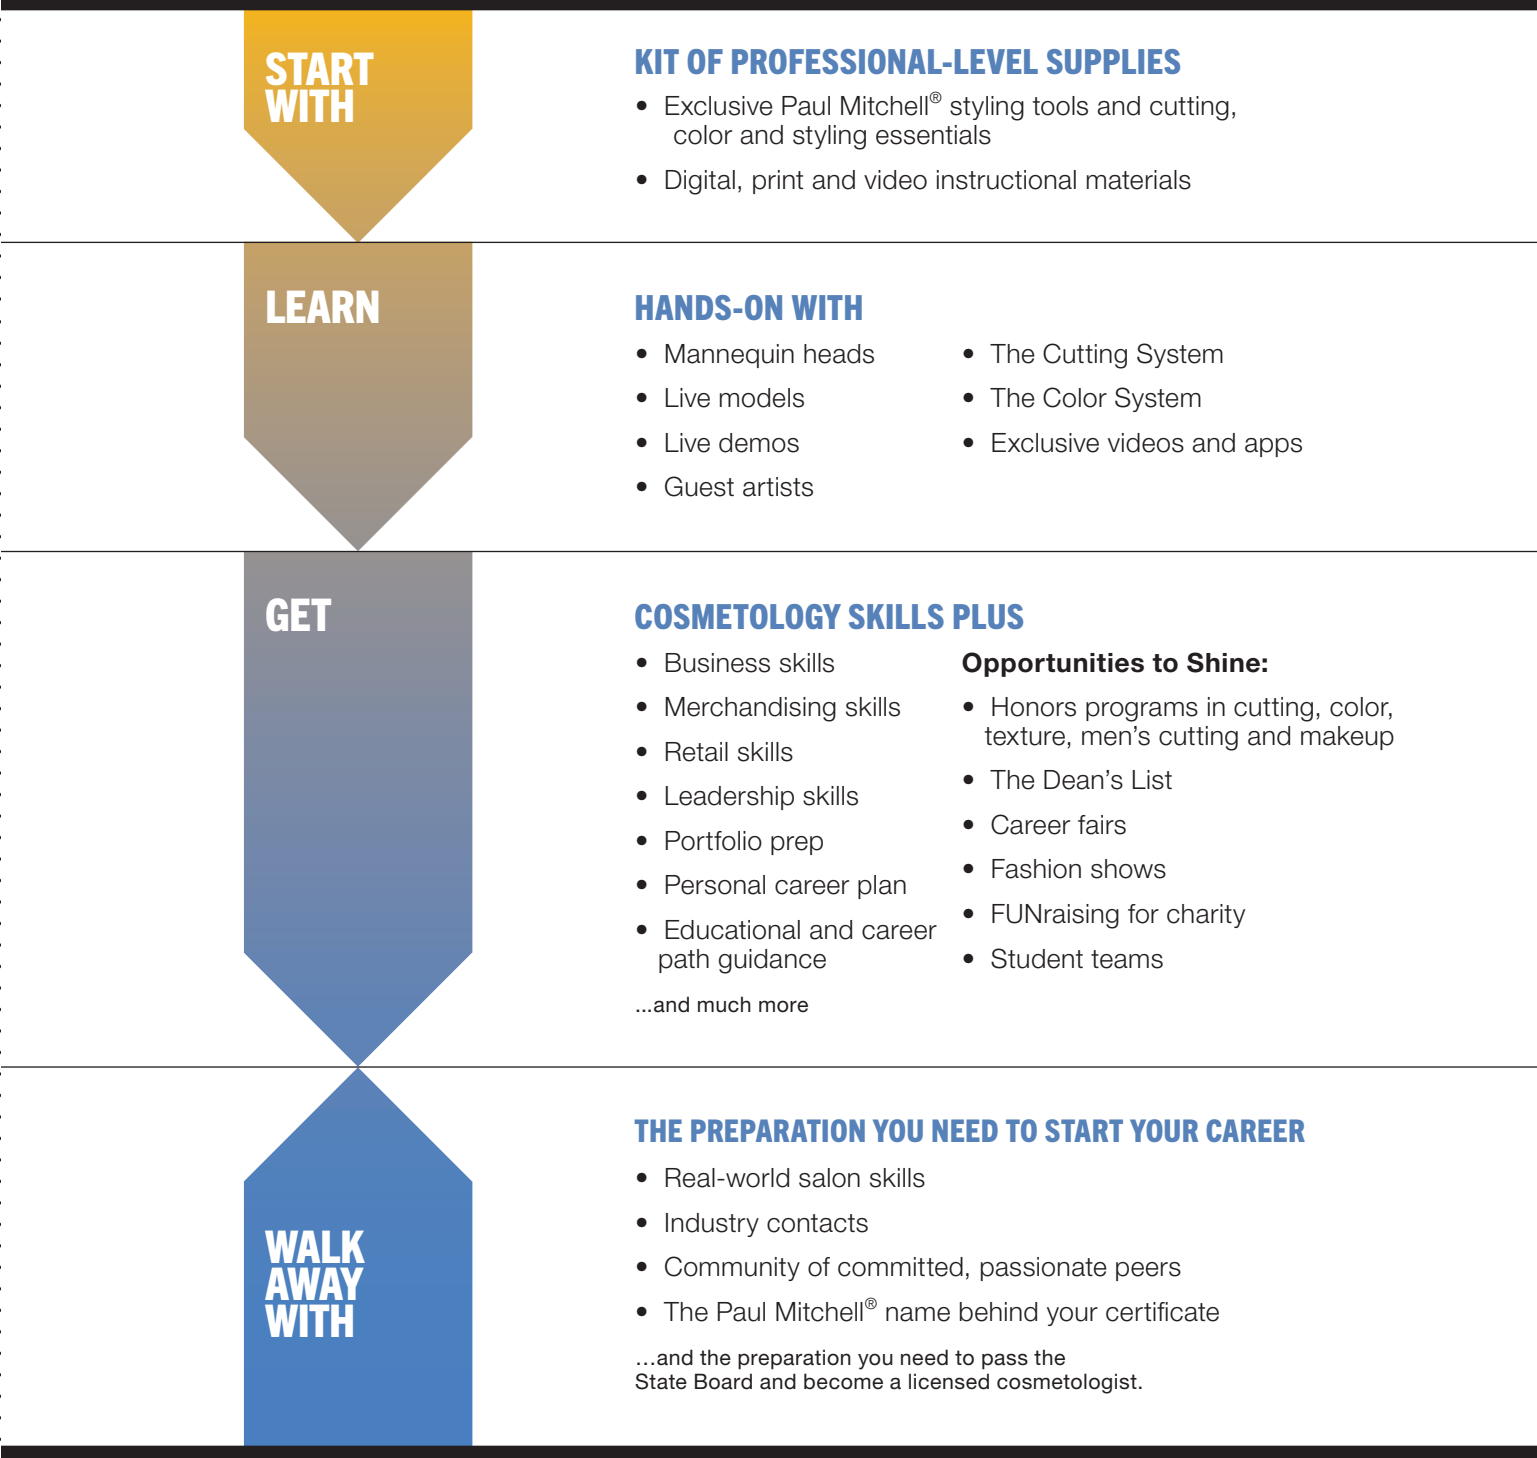 START
WITH
KIT OF PROFESSIONAL-LEVEL SUPPLIES
• Exclusive Paul Mitchell® styling tools and cutting,
color and styling essentials
• Digital, print and video instructional materials
LEARN
HANDS-ON WITH
• Mannequin heads
• Live models
• Live demos
• Guest artists
• The Cutting System
• The Color System
• Exclusive videos and apps
GET
COSMETOLOGY SKILLS PLUS
• Business skills
• Merchandising skills
• Retail skills
• Leadership skills
• Portfolio prep
• Personal career plan
• Educational and career
path guidance
...and much more
Opportunities to Shine:
• Honors programs in cutting, color,
texture, men’s cutting and makeup
• The Dean’s List
• Career fairs
• Fashion shows
• FUNraising for charity
• Student teams
WALK
AWAY
WITH
THE PREPARATION YOU NEED TO START YOUR CAREER
• Real-world salon skills
• Industry contacts
• Community of committed, passionate peers
• The Paul Mitchell® name behind your certificate
…and the preparation you need to pass the
State Board and become a licensed cosmetologist.